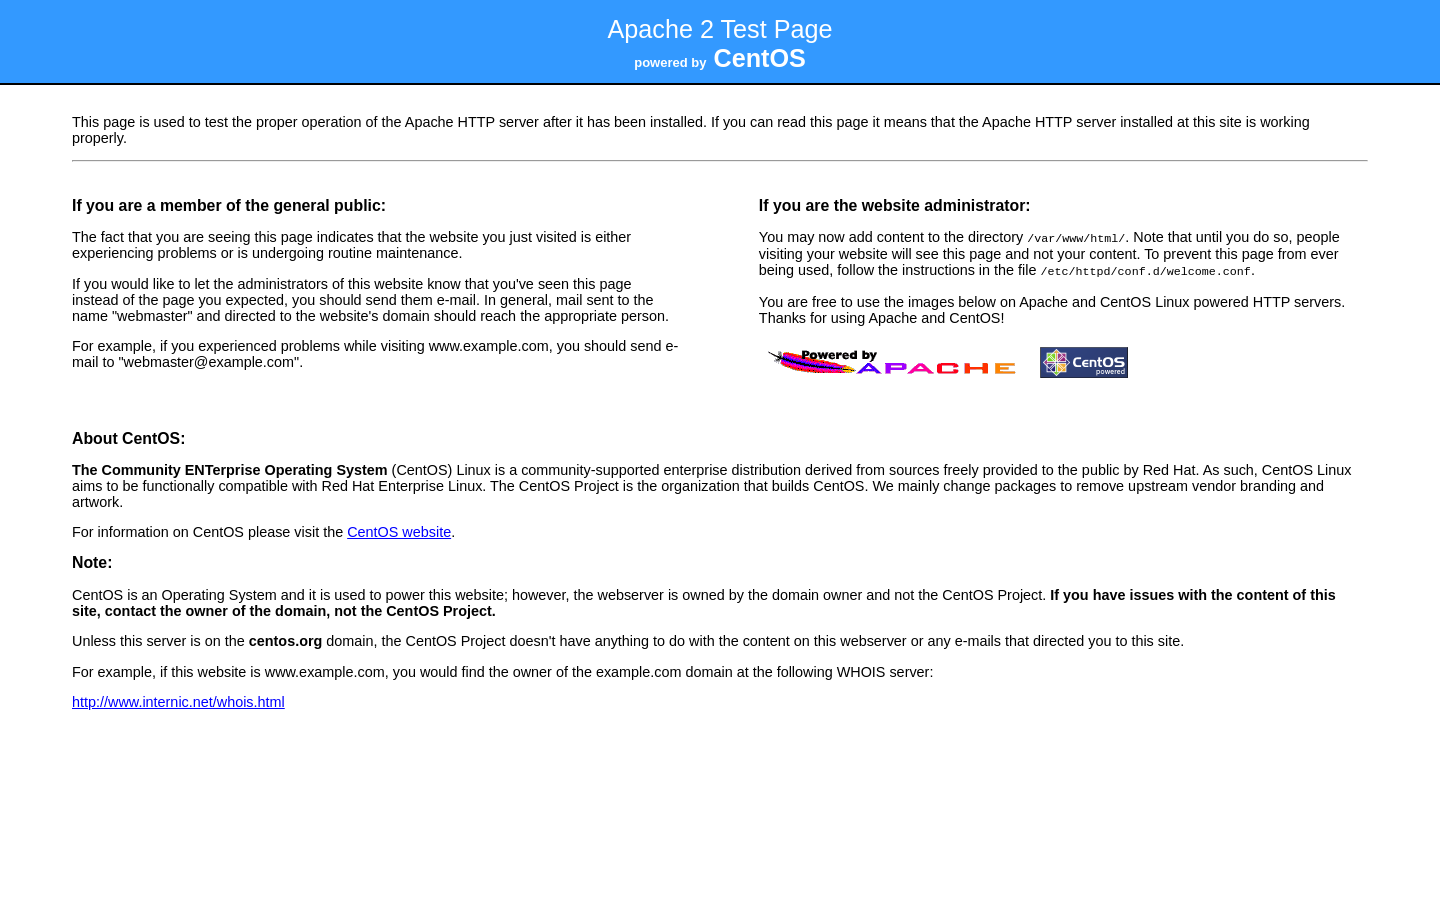 Apache 2 Test Page
powered by CentOS
This page is used to test the proper operation of the Apache HTTP server after it has been installed. If you can read this page it means that the Apache HTTP server installed at this site is working
properly.
If you are a member of the general public:
The fact that you are seeing this page indicates that the website you just visited is either
experiencing problems or is undergoing routine maintenance.
If you would like to let the administrators of this website know that you've seen this page
instead of the page you expected, you should send them e-mail. In general, mail sent to the
name "webmaster" and directed to the website's domain should reach the appropriate person.
For example, if you experienced problems while visiting www.example.com, you should send e-
mail to "webmaster@example.com".
If you are the website administrator:
You may now add content to the directory /var/www/html/. Note that until you do so, people
visiting your website will see this page and not your content. To prevent this page from ever
being used, follow the instructions in the file /etc/httpd/conf.d/welcome.conf.
You are free to use the images below on Apache and CentOS Linux powered HTTP servers.
Thanks for using Apache and CentOS!
Powered by
APACHE
CentOS
powered
About CentOS:
The Community ENTerprise Operating System (CentOS) Linux is a community-supported enterprise distribution derived from sources freely provided to the public by Red Hat. As such, CentOS Linux
aims to be functionally compatible with Red Hat Enterprise Linux. The CentOS Project is the organization that builds CentOS. We mainly change packages to remove upstream vendor branding and
artwork.
For information on CentOS please visit the CentOS website.
Note:
CentOS is an Operating System and it is used to power this website; however, the webserver is owned by the domain owner and not the CentOS Project. If you have issues with the content of this
site, contact the owner of the domain, not the CentOS Project.
Unless this server is on the centos.org domain, the CentOS Project doesn't have anything to do with the content on this webserver or any e-mails that directed you to this site.
For example, if this website is www.example.com, you would find the owner of the example.com domain at the following WHOIS server:
http://www.internic.net/whois.html